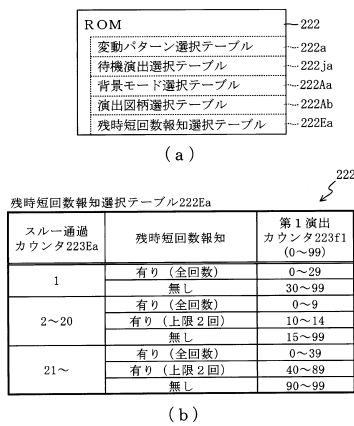 ROM 222
変動パターン選択テーブル 222a
待機演出選択テーブル 222ja
背景モード選択テーブル 222Aa
演出図柄選択テーブル 222Ab
残時短回数報知選択テーブル 222Ea
(a)
222
残時短回数報知選択テーブル222Ea
スルー通過
カウンタ223Ea
残時短回数報知
第1演出
カウンタ223f1
(0~99)
1
有り(全回数) 0~29
無し 30~99
2~20
有り(全回数) 0~9
有り(上限2回) 10~14
無し 15~99
21~
有り(全回数) 0~39
有り(上限2回) 40~89
無し 90~99
(b)